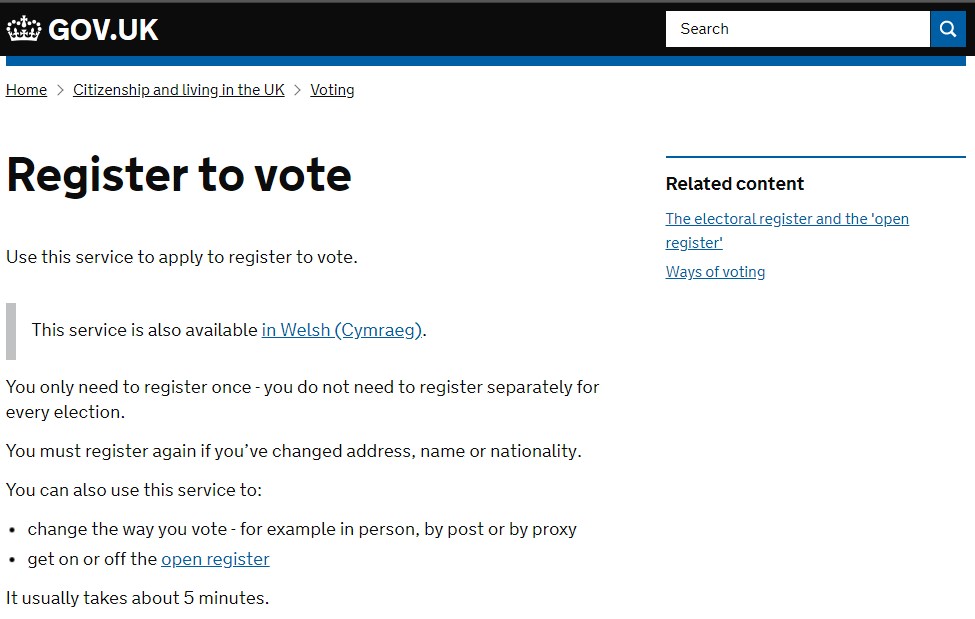 GOV.UK
Search
Home > Citizenship and living in the UK > Voting
Register to vote
Use this service to apply to register to vote.
This service is also available in Welsh (Cymraeg).
You only need to register once - you do not need to register separately for
every election.
You must register again if you’ve changed address, name or nationality.
You can also use this service to:
• change the way you vote - for example in person, by post or by proxy
• get on or off the open register
It usually takes about 5 minutes.
Related content
The electoral register and the 'open
register'
Ways of voting